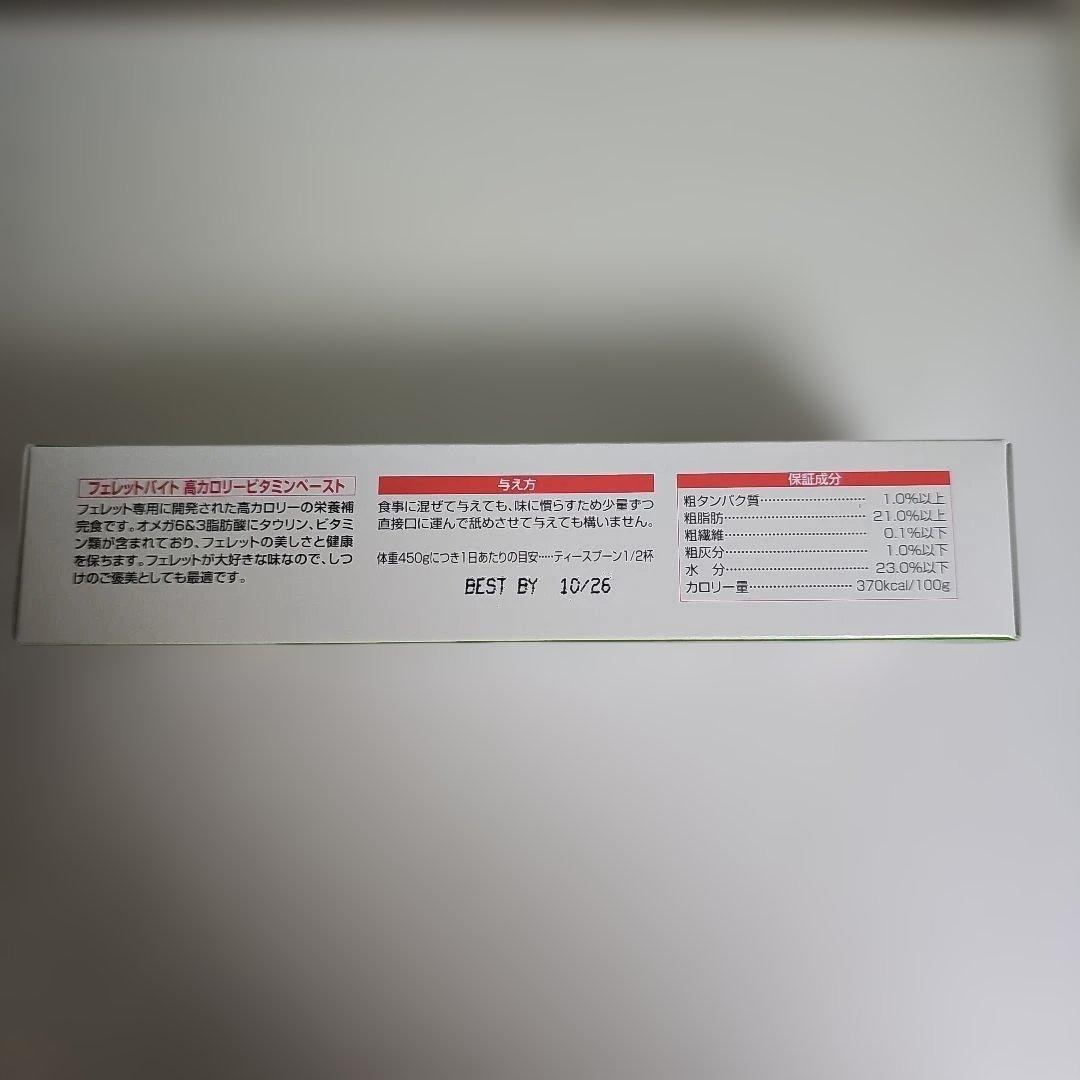 フェレットバイト 高カロリービタミンペースト
フェレット専用に開発された高カロリーの栄養補
完食です。オメガ6&3脂肪酸にタウリン、ビタミ
ン類が含まれており、フェレットの美しさと健康
を保ちます。フェレットが大好きな味なので、しつ
けのご褒美としても最適です。
与え方
食事に混ぜて与えても、味に慣らすため少量ずつ
直接口に運んで舐めさせて与えても構いません。
体重450gにつき1日あたりの目安‥‥ティースプーン1/2杯
BEST BY 10/26
保証成分
粗タンパク質‥‥‥‥‥‥‥‥1.0%以上
粗脂肪‥‥‥‥‥‥‥‥‥‥21.0%以上
粗繊維‥‥‥‥‥‥‥‥‥‥0.1%以下
粗灰分‥‥‥‥‥‥‥‥‥‥1.0%以下
水 分‥‥‥‥‥‥‥‥‥‥23.0%以下
カロリー量‥‥‥‥‥‥‥370kcal/100g